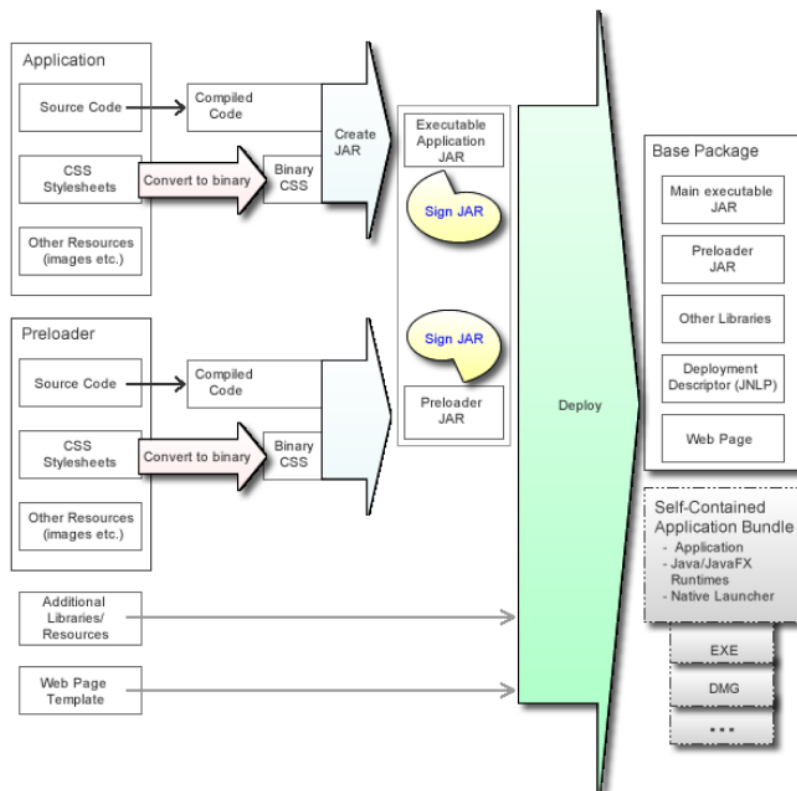 Application
Source Code
Compiled
Code
CSS
Stylesheets
Convert to binary
Binary
CSS
Other Resources
(images etc.)
Create
JAR
Executable
Application
JAR
Sign JAR
Preloader
Source Code
Compiled
Code
CSS
Stylesheets
Convert to binary
Binary
CSS
Other Resources
(images etc.)
Sign JAR
Preloader
JAR
Additional
Libraries/
Resources
Web Page
Template
Deploy
Base Package
Main executable
JAR
Preloader
JAR
Other Libraries
Deployment
Descriptor (JNLP)
Web Page
Self-Contained
Application Bundle
- Application
- Java/JavaFX
Runtimes
- Native Launcher
EXE
DMG
...